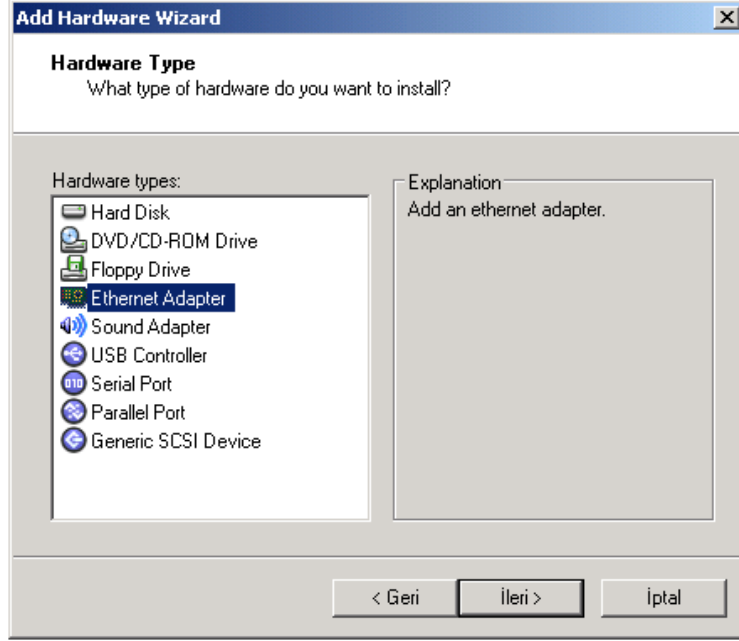 Add Hardware Wizard
Hardware Type
What type of hardware do you want to install?
Hardware types:
Hard Disk
DVD/CD-ROM Drive
Floppy Drive
Ethernet Adapter
Sound Adapter
USB Controller
Serial Port
Parallel Port
Generic SCSI Device
Explanation
Add an ethernet adapter.
< Geri
İleri >
İptal